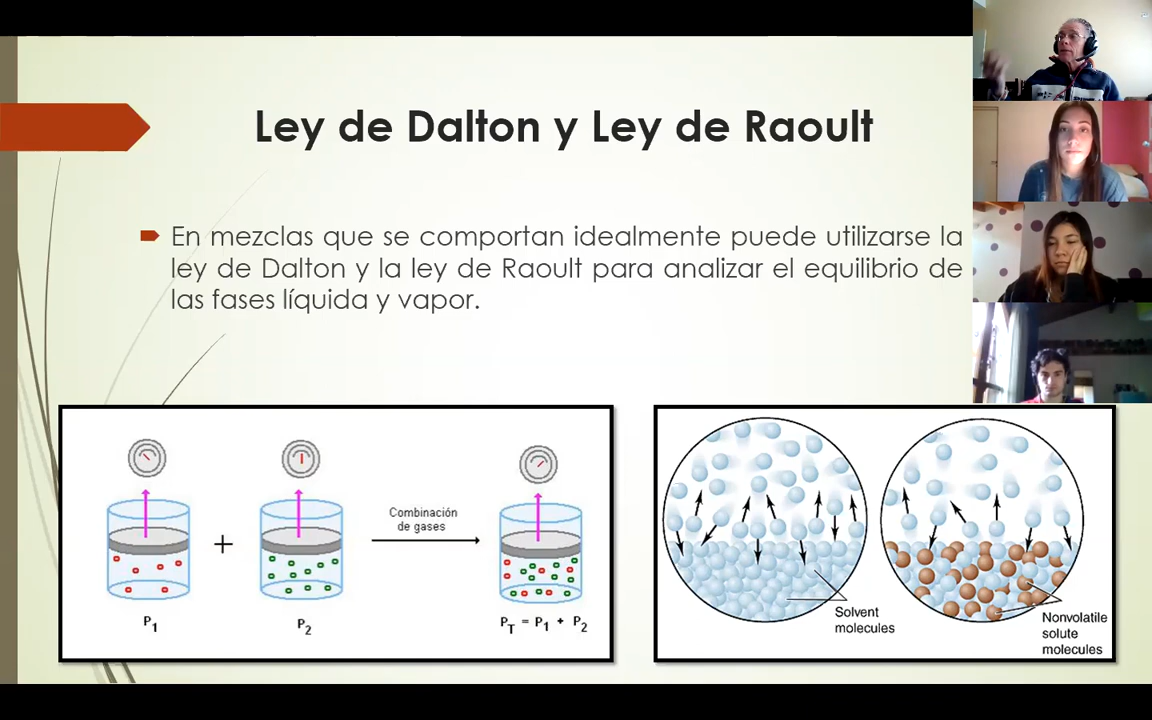 Ley de Dalton y Ley de Raoult
En mezclas que se comportan idealmente puede utilizarse la
ley de Dalton y la ley de Raoult para analizar el equilibrio de
las fases líquida y vapor.
+
Combinación
de gases
P1
P2
PT = P1 + P2
Solvent
molecules
Nonvolatile
solute
molecules